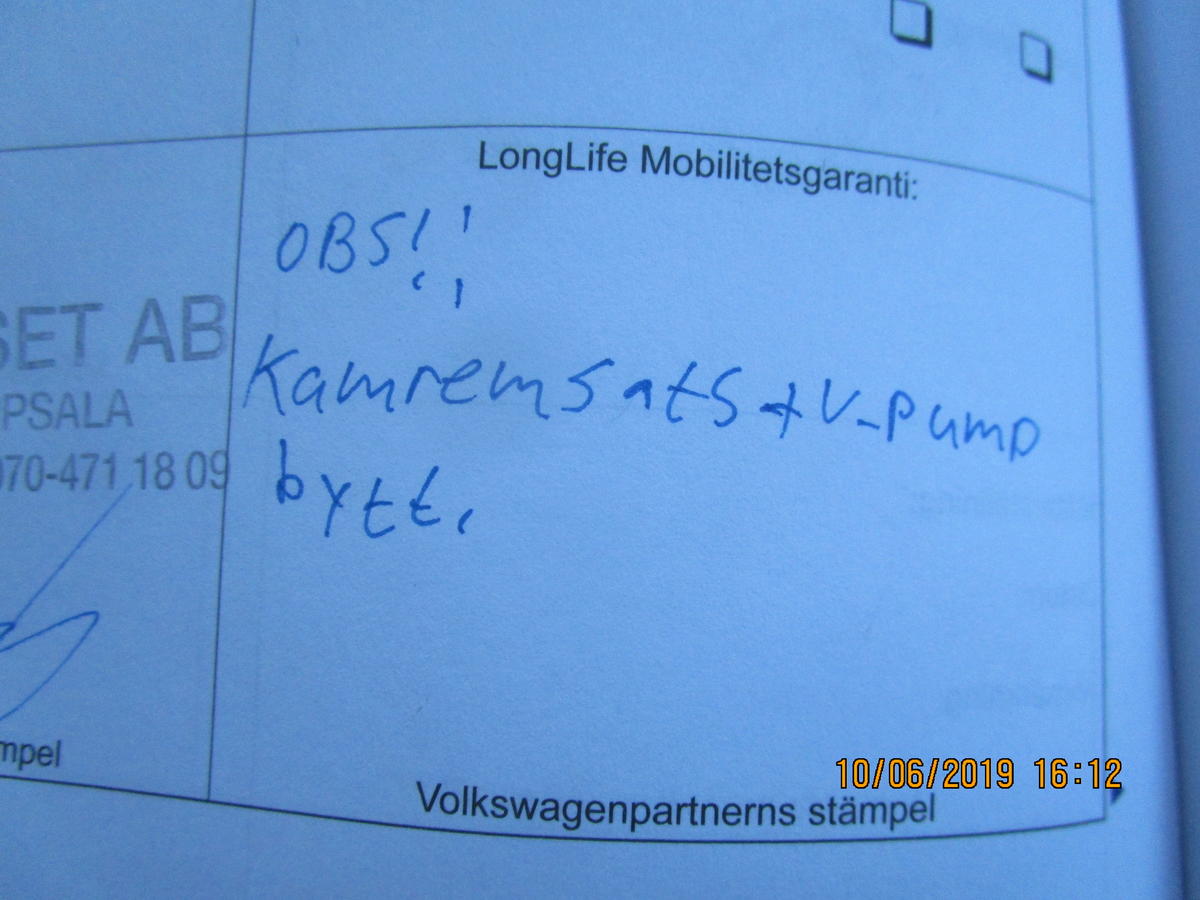 LongLife Mobilitetsgaranti:
OBS!!
Kamremsats + V-pump
bytt.
SET AB
PSALA
070-471 18 09
mpel
Volkswagenpartnerns stämpel
10/06/2019 16:12